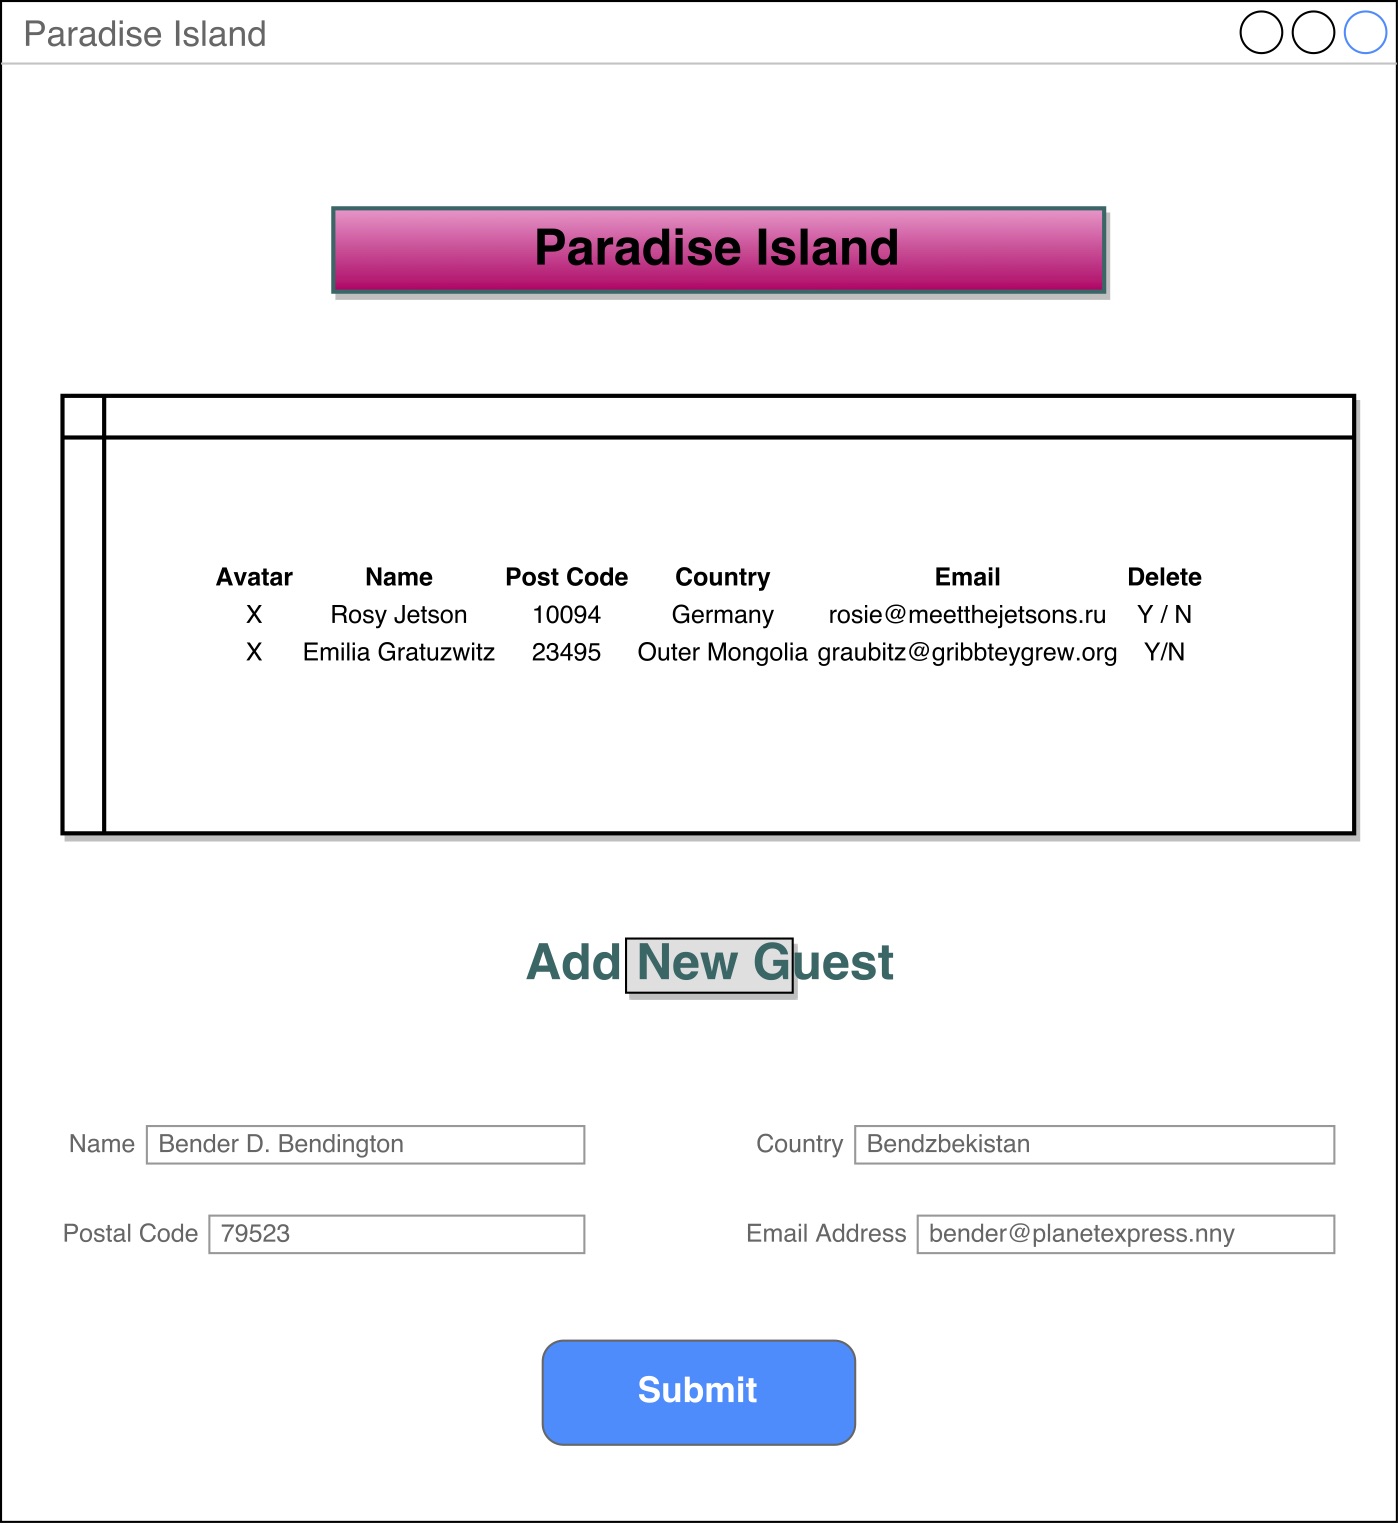 Paradise Island
Paradise Island
Avatar Name Post Code Country Email Delete
X Rosy Jetson 10094 Germany rosie@meetthejetsons.ru Y / N
X Emilia Gratuzwitz 23495 Outer Mongolia graubitz@gribbteygrew.org Y/N
Add New Guest
Name Bender D. Bendington Country Bendzbekistan
Postal Code 79523 Email Address bender@planetexpress.nny
Submit